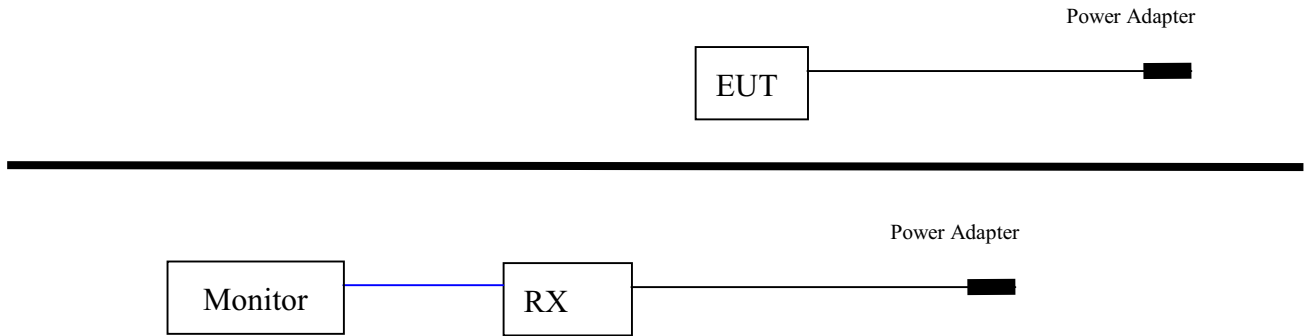 Power Adapter
EUT
Power Adapter
Monitor
RX